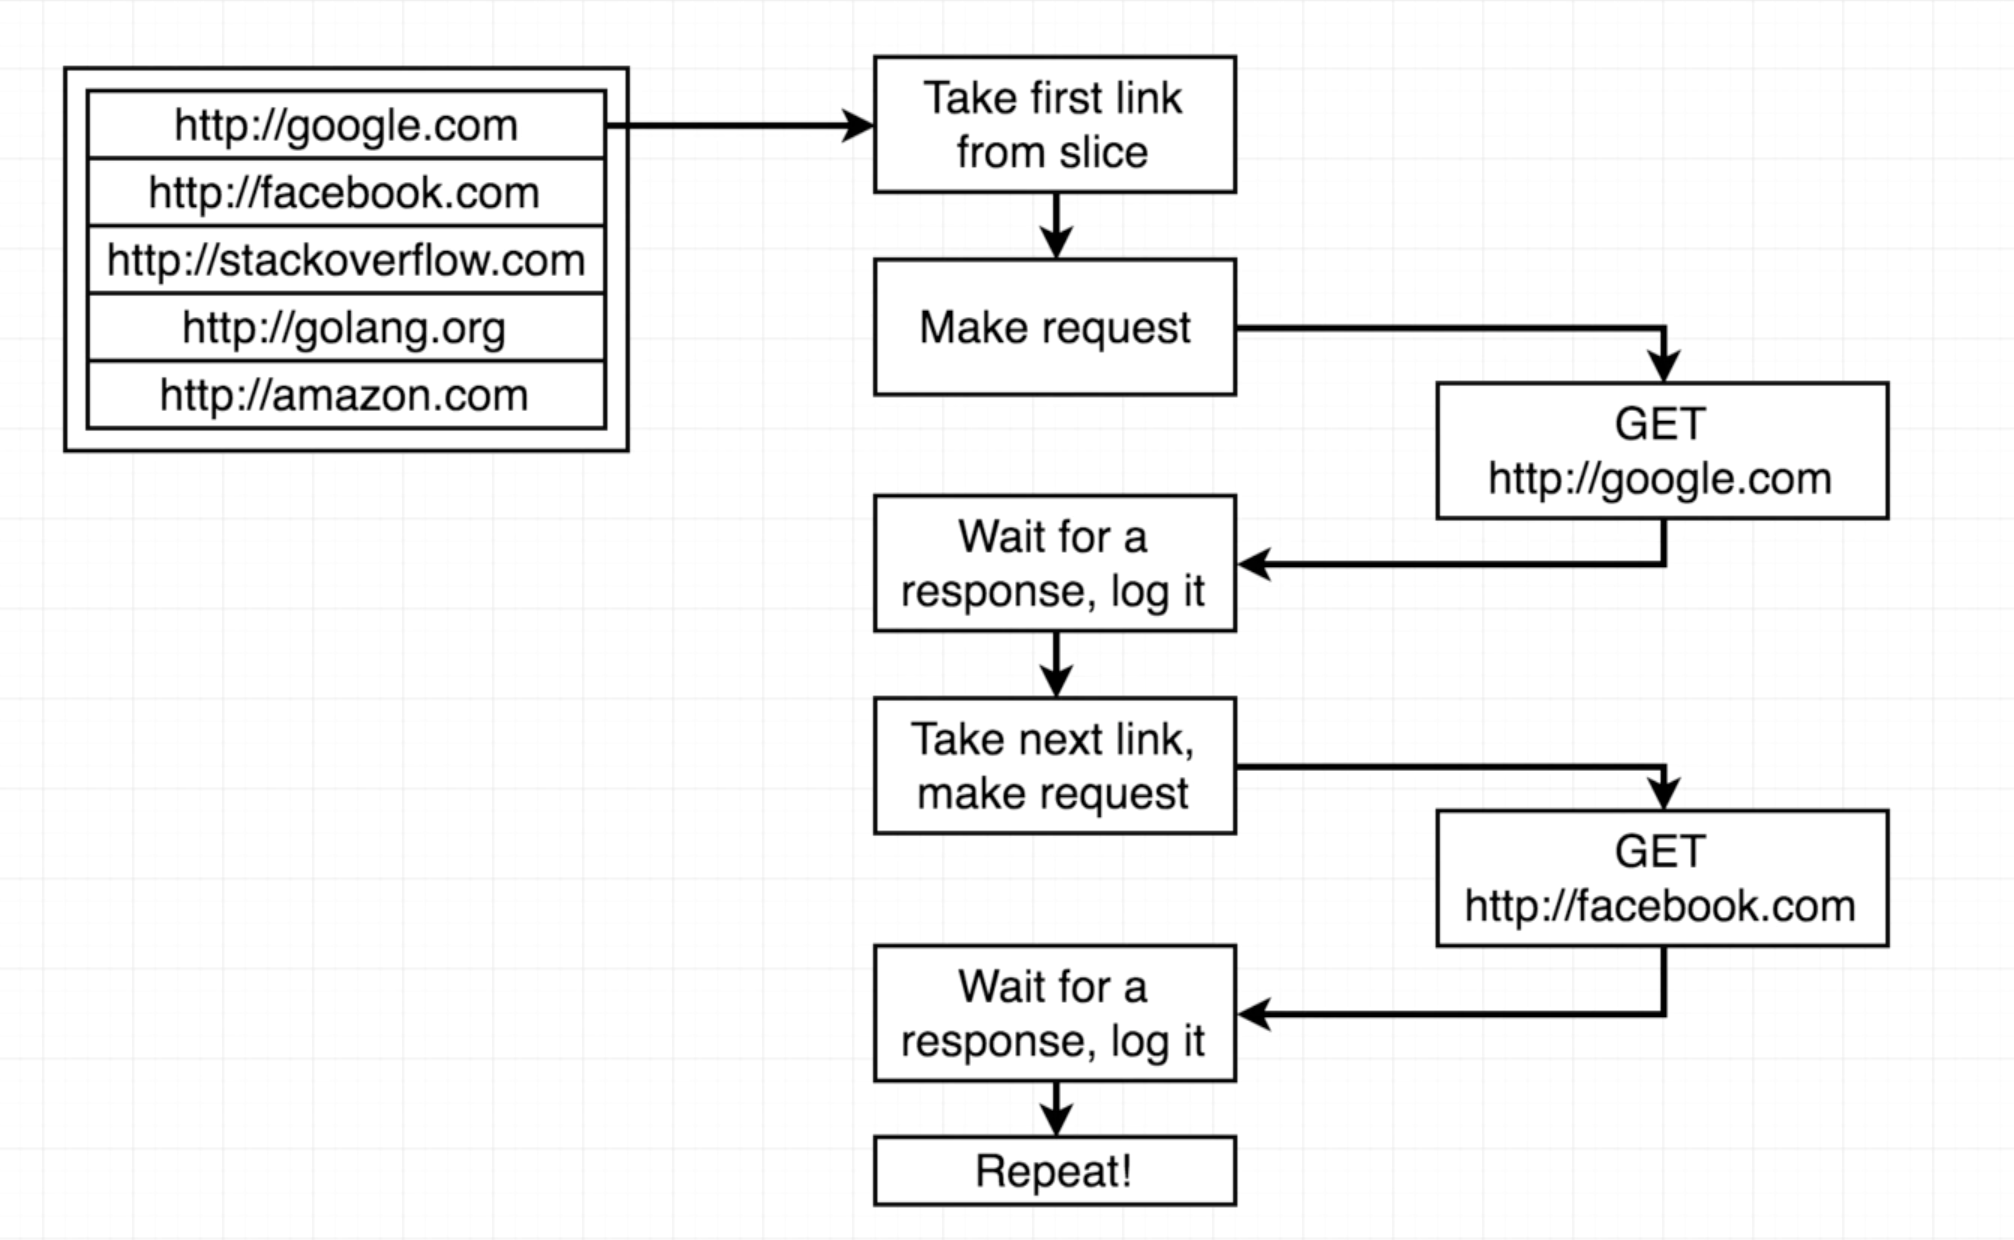 http://google.com
http://facebook.com
http://stackoverflow.com
http://golang.org
http://amazon.com
Take first link
from slice
Make request
GET
http://google.com
Wait for a
response, log it
Take next link,
make request
GET
http://facebook.com
Wait for a
response, log it
Repeat!